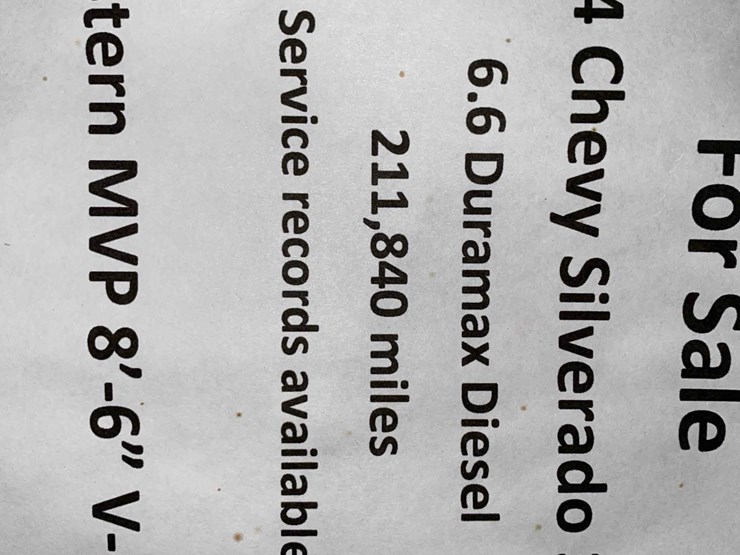 For Sale
4 Chevy Silverado
6.6 Duramax Diesel
211,840 miles
Service records available
tern MVP 8'-6" V-